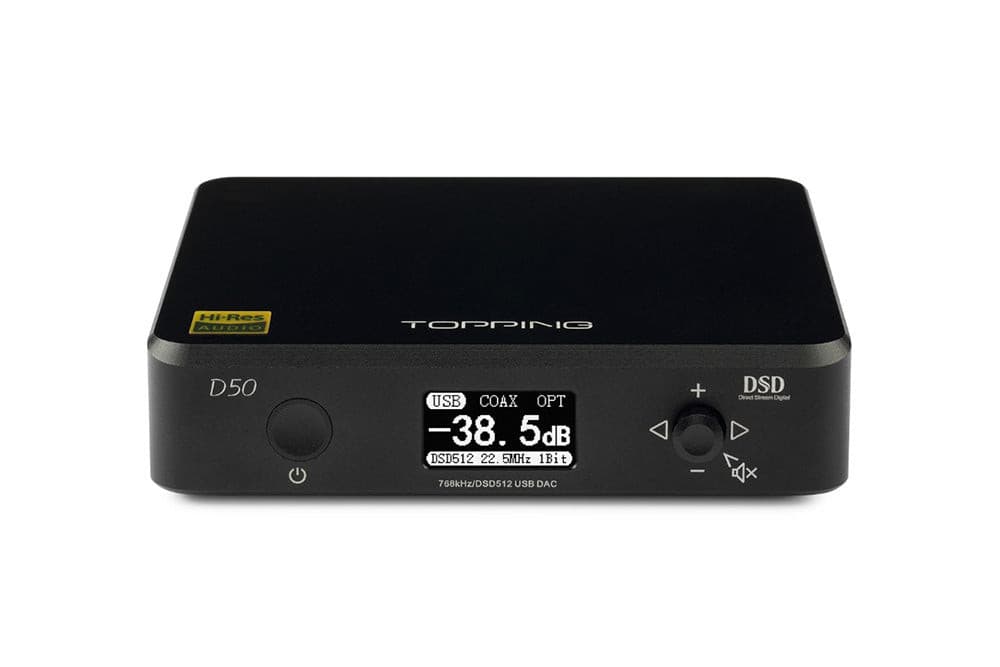 Hi-Res
AUDIO
TOPPING
D50
USB COAX OPT
-38.5dB
DSD512 22.5MHz 1Bit
768kHz/DSD512 USB DAC
+
-
DSD
Direct Stream Digital